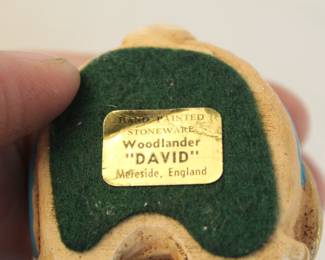 HAND PAINTED
STONEWARE
Woodlander
"DAVID"
Mereside, England